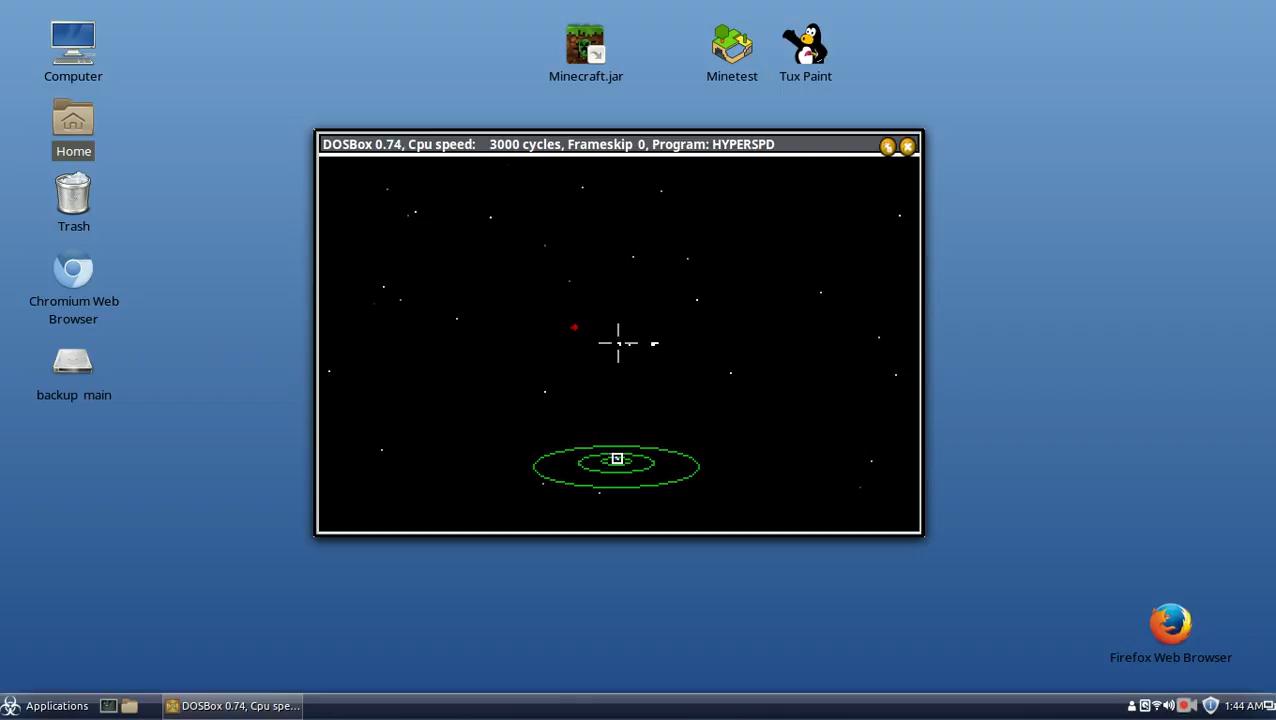 Computer
Minecraft.jar
Minetest
Tux Paint
Home
DOSBox 0.74, Cpu speed: 3000 cycles, Frameskip 0, Program: HYPERSPD
Trash
Chromium Web
Browser
backup main
Firefox Web Browser
Applications
DOSBox 0.74, Cpu spe...
1:44 AM